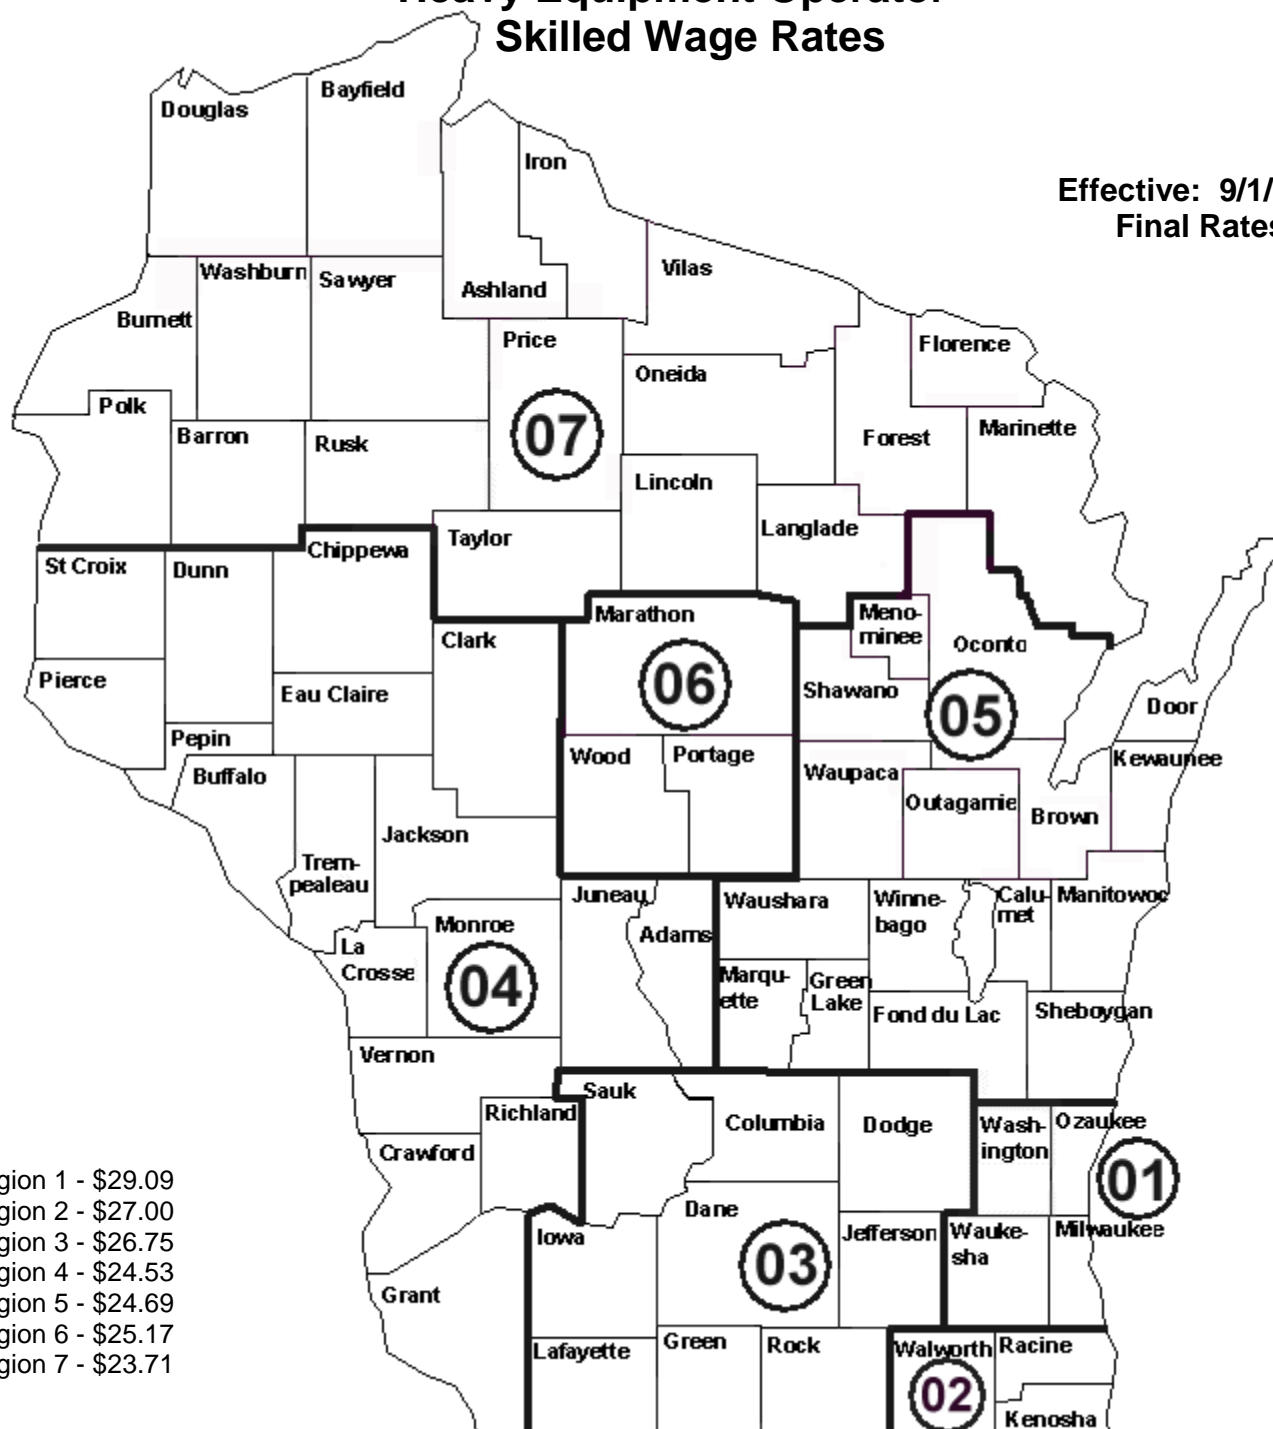 Heavy Equipment Operator
Skilled Wage Rates
Effective: 9/1/
Final Rates
Douglas
Bayfield
Iron
Vilas
Washburn
Sawyer
Ashland
Burnett
Price
Florence
Oneida
Polk
Barron
Rusk
07
Forest
Marinette
Lincoln
Langlade
Taylor
Chippewa
St Croix
Dunn
Marathon
Meno-
minee
Clark
Oconto
Pierce
Eau Claire
06
Shawano
05
Door
Pepin
Buffalo
Wood
Portage
Waupaca
Kewaunee
Outagamie
Brown
Jackson
Trem-
pealeau
Juneau
Waushara
Winne-
bago
Calu-
met
Manitowoc
Monroe
Adams
La
Crosse
04
Marqu-
ette
Green
Lake
Fond du Lac
Sheboygan
Vernon
Sauk
Richland
Columbia
Dodge
Wash-
ington
Ozaukee
Crawford
01
Dane
Iowa
03
Jefferson
Wauke-
sha
Milwaukee
Grant
Lafayette
Green
Rock
Walworth
Racine
02
Kenosha
gion 1 - $29.09
gion 2 - $27.00
gion 3 - $26.75
gion 4 - $24.53
gion 5 - $24.69
gion 6 - $25.17
gion 7 - $23.71